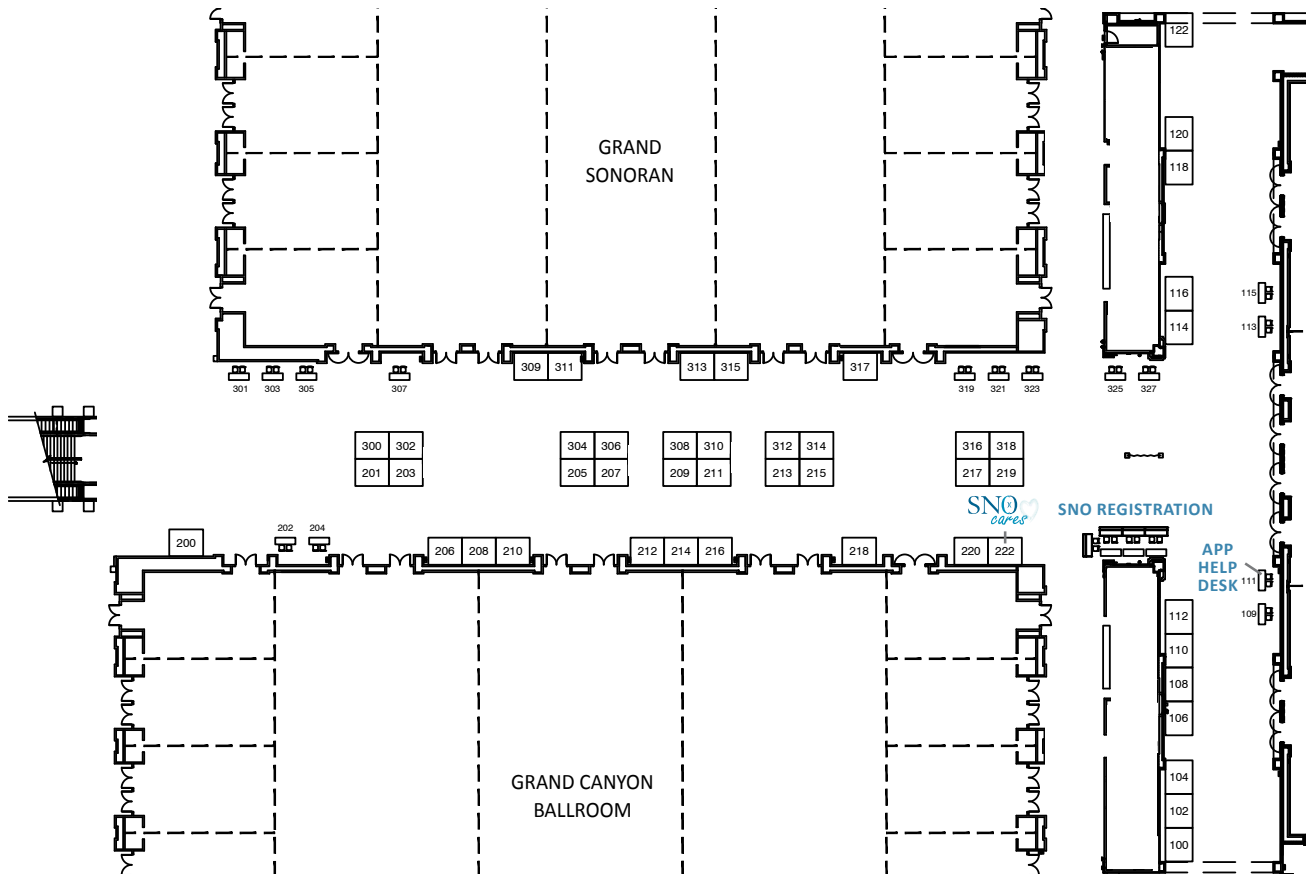 122
GRAND
SONORAN
120
118
116
114
115
113
309 311
313 315
317
301 303 305
307
319 321 323
325 327
300 302
304 306
308 310
312 314
316 318
201 203
205 207
209 211
213 215
217 219
SNO
cares
SNO REGISTRATION
200
202 204
206 208 210
212 214 216
218
220 222
APP
HELP
DESK
111
109
112
110
108
106
GRAND CANYON
BALLROOM
104
102
100